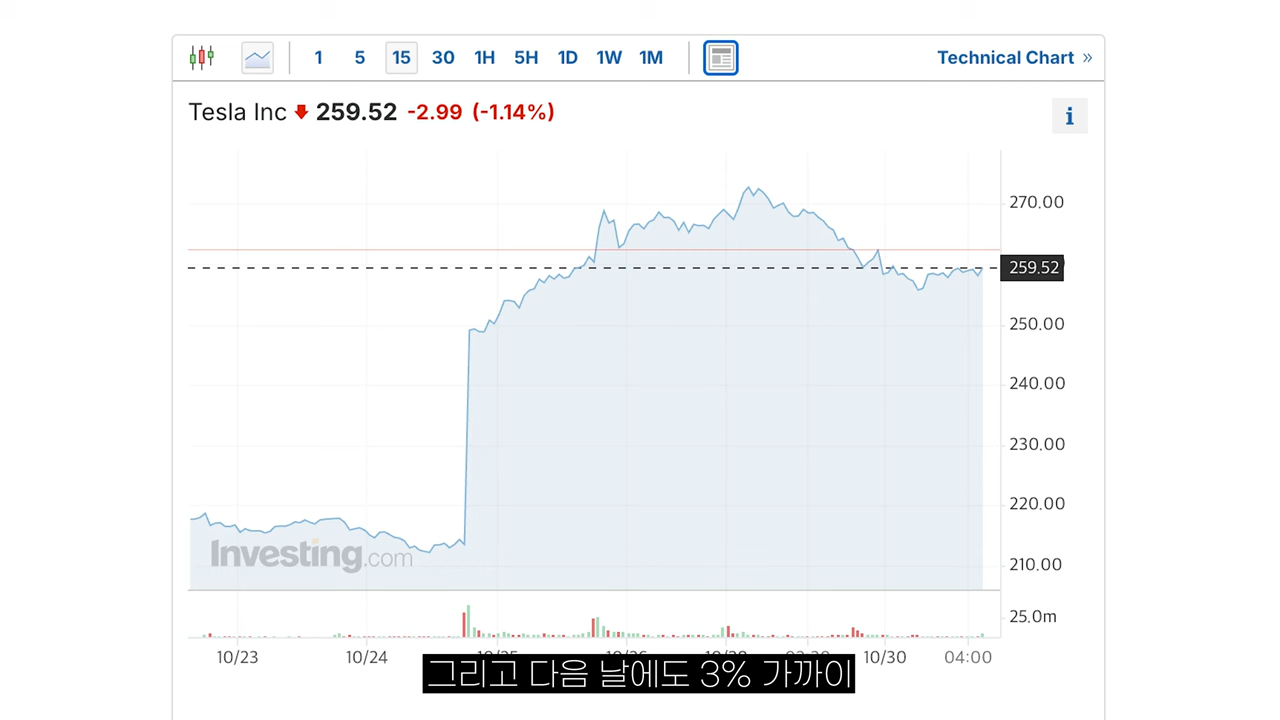 1 5 15 30 1H 5H 1D 1W 1M Technical Chart »
Tesla Inc 259.52 -2.99 (-1.14%)
i
270.00
259.52
250.00
240.00
230.00
220.00
210.00
Investing.com
25.0m
10/23 10/24 10/30 04:00
그리고 다음 날에도 3% 가까이